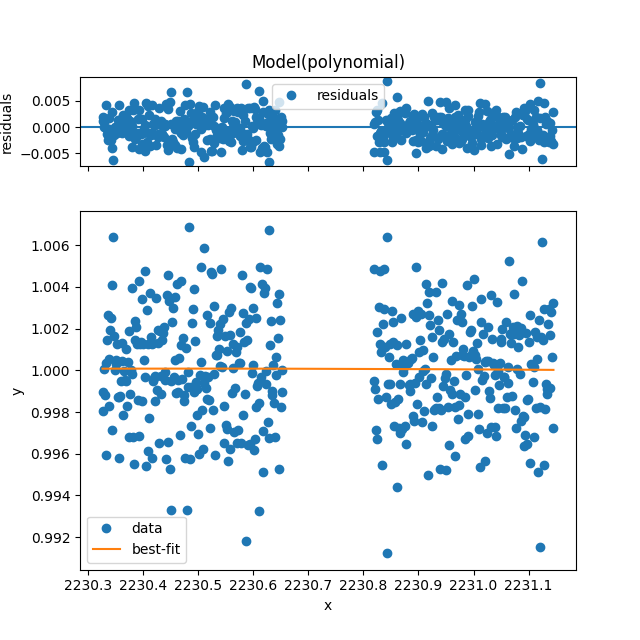 Model(polynomial)
residuals
0.005
0.000
−0.005
residuals
1.006
1.004
1.002
1.000
0.998
0.996
0.994
0.992
y
data
best-fit
2230.3 2230.4 2230.5 2230.6 2230.7 2230.8 2230.9 2231.0 2231.1
x